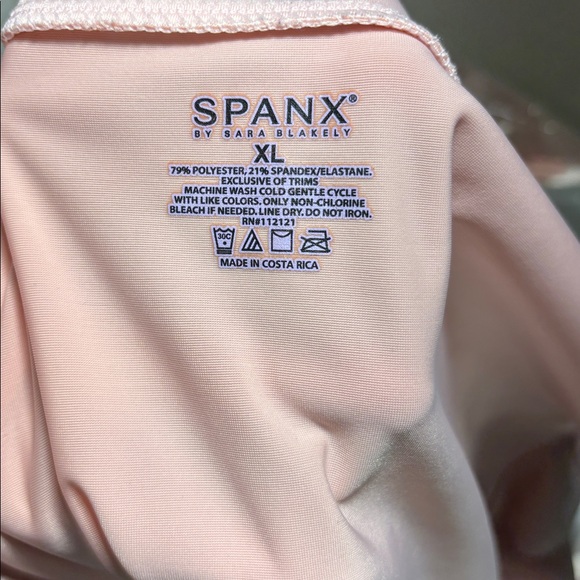 SPANX®
BY SARA BLAKELY
XL
79% POLYESTER, 21% SPANDEX/ELASTANE.
EXCLUSIVE OF TRIMS
MACHINE WASH COLD GENTLE CYCLE
WITH LIKE COLORS. ONLY NON-CHLORINE
BLEACH IF NEEDED. LINE DRY. DO NOT IRON.
RN#112121
30C
MADE IN COSTA RICA